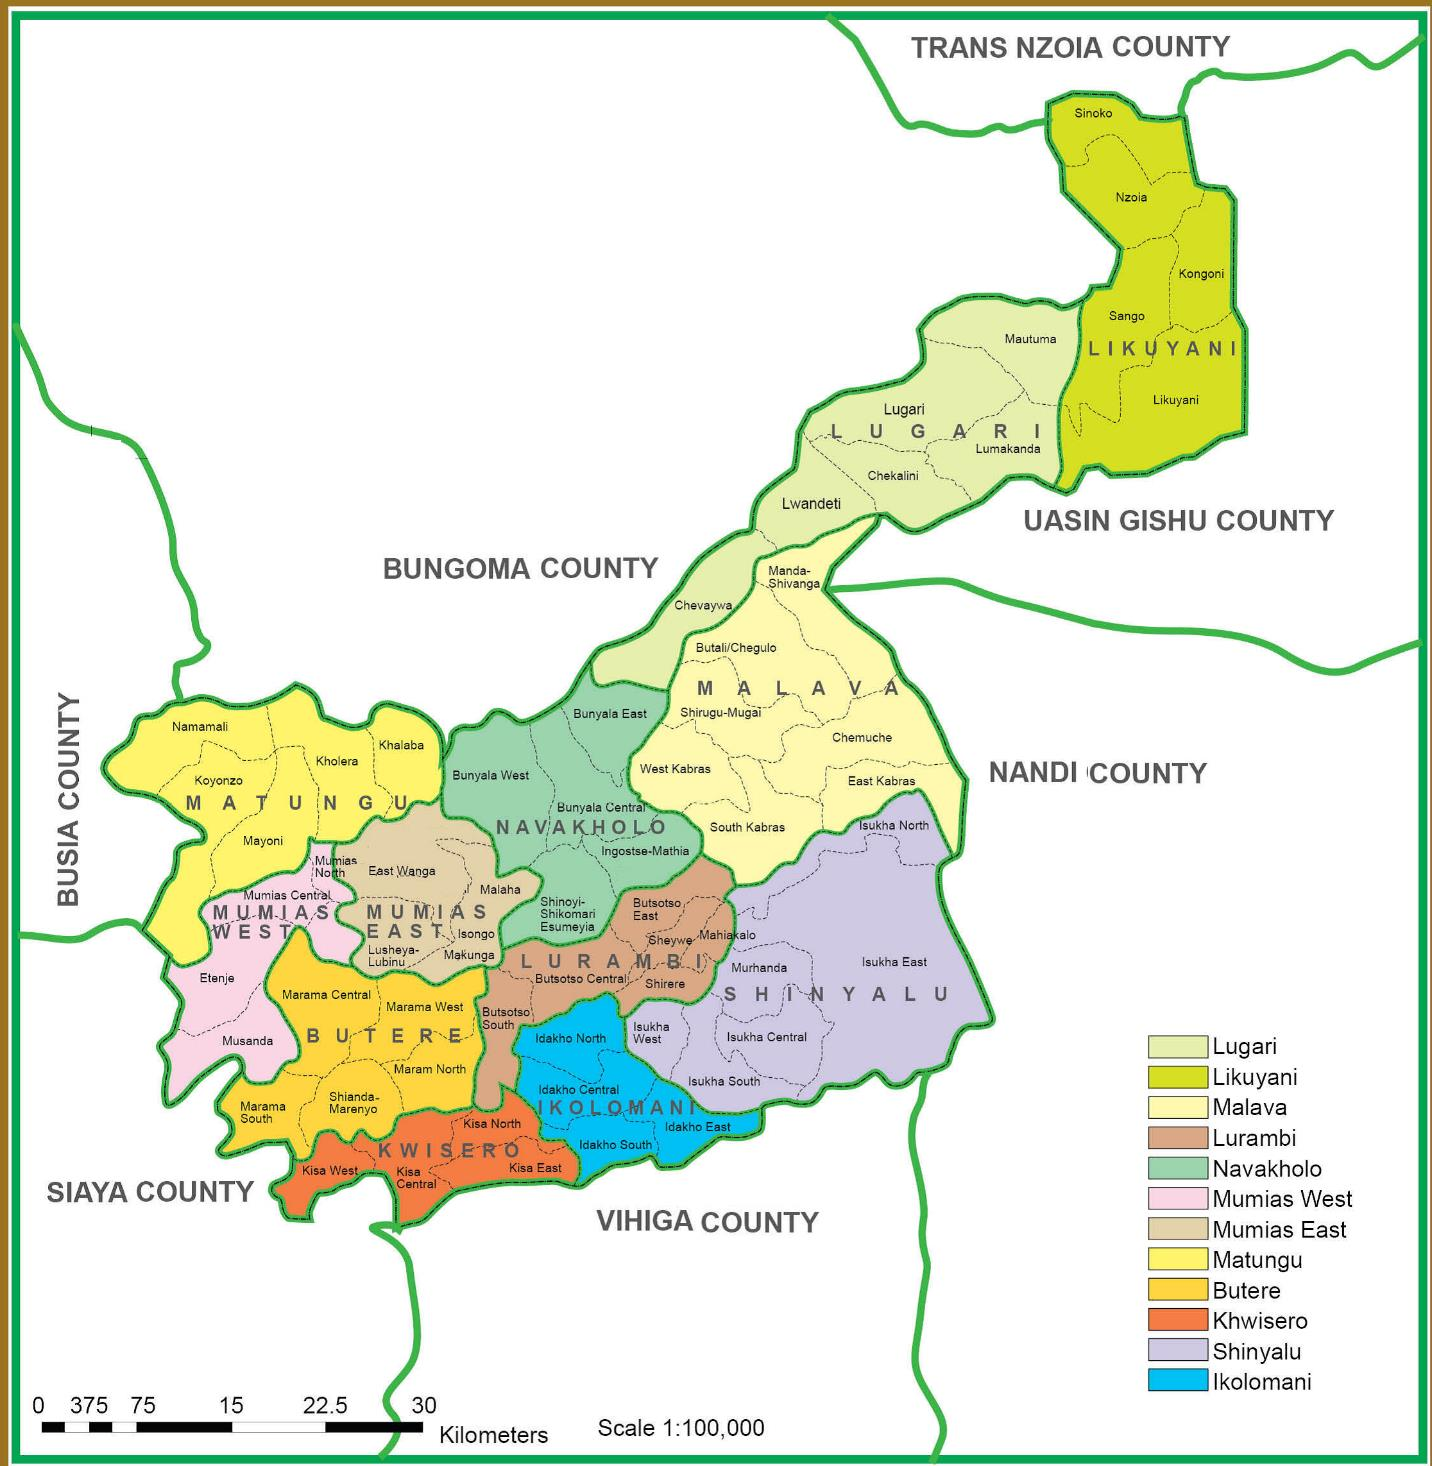 TRANS NZOIA COUNTY
Sinoko
Nzoia
Kongoni
Sango
LIKUYANI
Likuyani
Mautuma
Lugari
LUGARI
Lumakanda
Chekalini
Lwandeti
UASIN GISHU COUNTY
BUNGOMA COUNTY
Manda-
Shivanga
Chevaywa
Butali/Chegulo
MALAVA
Shirugu-Mugai
Chemuche
West Kabras
East Kabras
South Kabras
NANDI COUNTY
BUSIA COUNTY
Namamali
Khalaba
Kholera
Koyonzo
MATUNGU
Mayoni
Bunyala East
Bunyala West
Bunyala Central
NAVAKHOLO
Ingostse-Mathia
Shinoyi-
Shikomari
Esumeyia
Mumias
North
Mumias Central
MUMIAS
WEST
Etenje
Musanda
East Wanga
Malaha
MUMIAS
EAST
Isongo
Lusheya-
Lubinu
Makunga
Butsotso
East
Sheywe
Mahiakalo
LURAMBI
Butsotso Central
Shirere
Butsotso
South
Isukha North
Isukha East
Murhanda
SHINYALU
Isukha
West
Isukha Central
Isukha South
Marama Central
Marama West
BUTERE
Maram North
Shianda-
Marenyo
Marama
South
Idakho North
Idakho Central
IKOLOMANI
Idakho East
Idakho South
Kisa North
KWISERO
Kisa West
Kisa
Central
Kisa East
SIAYA COUNTY
VIHIGA COUNTY
Lugari
Likuyani
Malava
Lurambi
Navakholo
Mumias West
Mumias East
Matungu
Butere
Khwisero
Shinyalu
Ikolomani
0 375 75 15 22.5 30
Kilometers
Scale 1:100,000